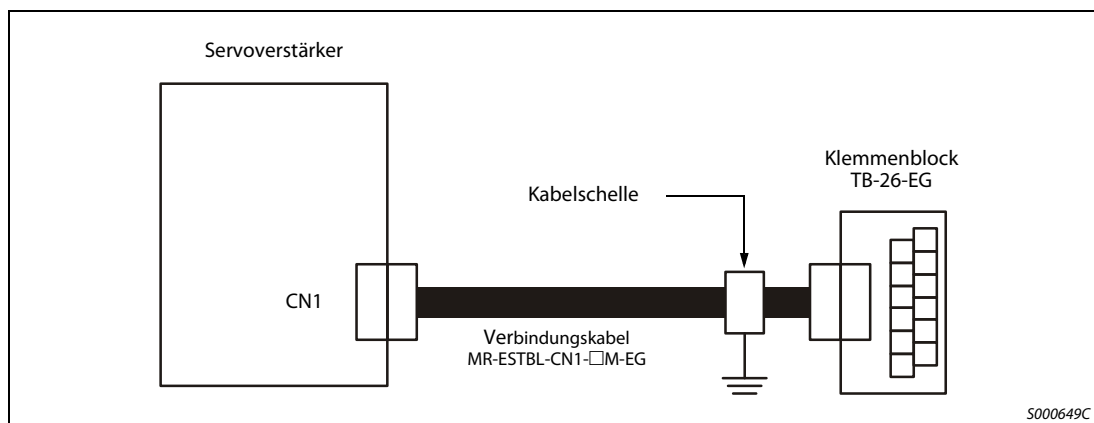 Servoverstärker
Klemmenblock
TB-26-EG
Kabelschelle
CN1
Verbindungskabel
MR-ESTBL-CN1-□M-EG
S000649C